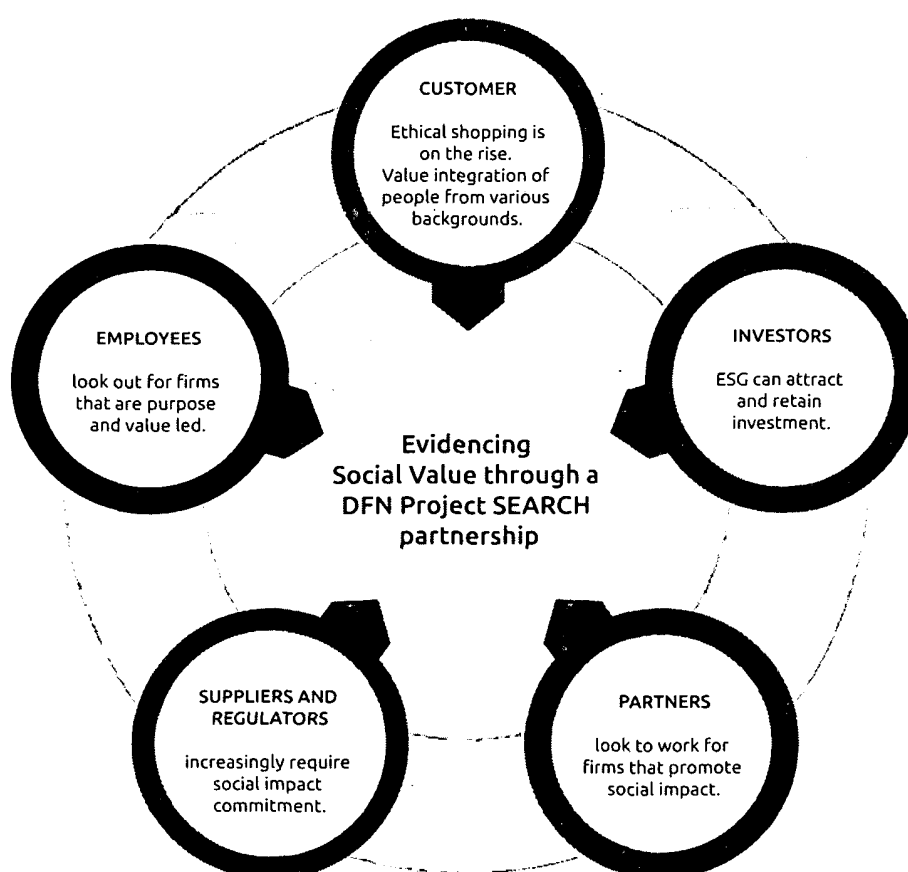 CUSTOMER
Ethical shopping is
on the rise.
Value integration of
people from various
backgrounds.
EMPLOYEES
look out for firms
that are purpose
and value led.
INVESTORS
ESG can attract
and retain
investment.
Evidencing
Social Value through a
DFN Project SEARCH
partnership
SUPPLIERS AND
REGULATORS
increasingly require
social impact
commitment.
PARTNERS
look to work for
firms that promote
social impact.